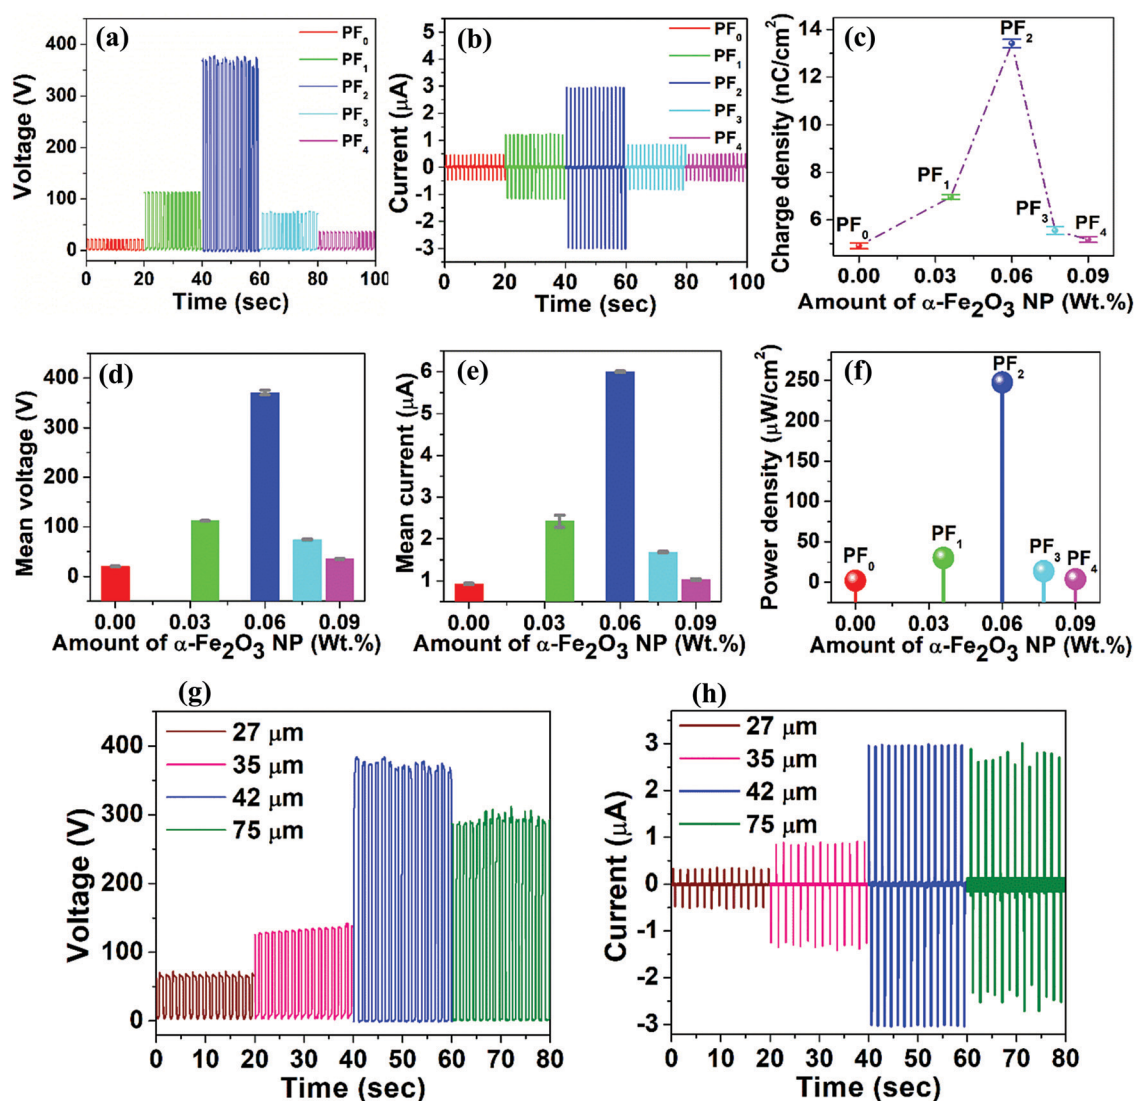 (a)
PF₀
PF₁
PF₂
PF₃
PF₄
400
300
200
100
0
Voltage (V)
0 20 40 60 80 100
Time (sec)
(b)
PF₀
PF₁
PF₂
PF₃
PF₄
6
5
4
3
2
1
0
-1
-2
-3
Current (μA)
0 20 40 60 80 100
Time (sec)
(c)
PF₂
PF₁
PF₀
PF₃
PF₄
14
12
10
8
6
Charge density (nC/cm²)
0.00 0.03 0.06 0.09
Amount of α-Fe₂O₃ NP (Wt.%)
(d)
400
300
200
100
0
Mean voltage (V)
0.00 0.03 0.06 0.09
Amount of α-Fe₂O₃ NP (Wt.%)
(e)
6
5
4
3
2
1
Mean current (μA)
0.00 0.03 0.06 0.09
Amount of α-Fe₂O₃ NP (Wt.%)
(f)
PF₂
PF₀
PF₁
PF₃
PF₄
250
200
150
100
50
0
Power density (μW/cm²)
0.00 0.03 0.06 0.09
Amount of α-Fe₂O₃ NP (Wt.%)
(g)
27 μm
35 μm
42 μm
75 μm
400
300
200
100
0
Voltage (V)
0 10 20 30 40 50 60 70 80
Time (sec)
(h)
27 μm
35 μm
42 μm
75 μm
3
2
1
0
-1
-2
-3
Current (μA)
0 10 20 30 40 50 60 70 80
Time (sec)